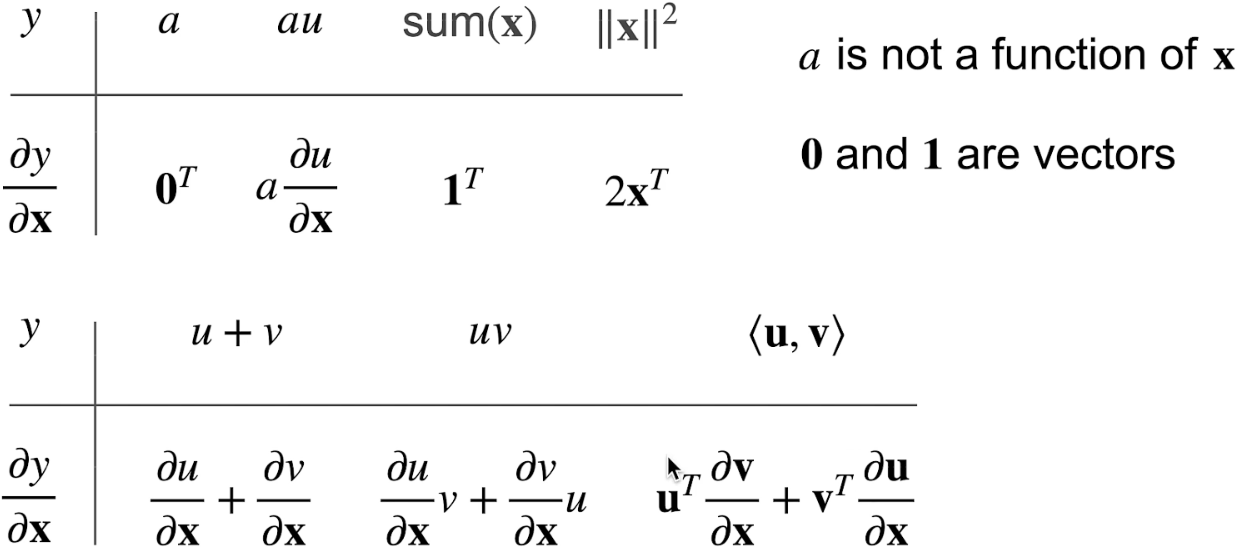 y a au sum(𝐱) ‖𝐱‖² a is not a function of 𝐱
∂y/∂𝐱 𝟎ᵀ a ∂u/∂𝐱 𝟏ᵀ 2𝐱ᵀ 𝟎 and 𝟏 are vectors
y u + v uv ⟨𝐮, 𝐯⟩
∂y/∂𝐱 ∂u/∂𝐱 + ∂v/∂𝐱 ∂u/∂𝐱 v + ∂v/∂𝐱 u 𝐮ᵀ ∂𝐯/∂𝐱 + 𝐯ᵀ ∂𝐮/∂𝐱